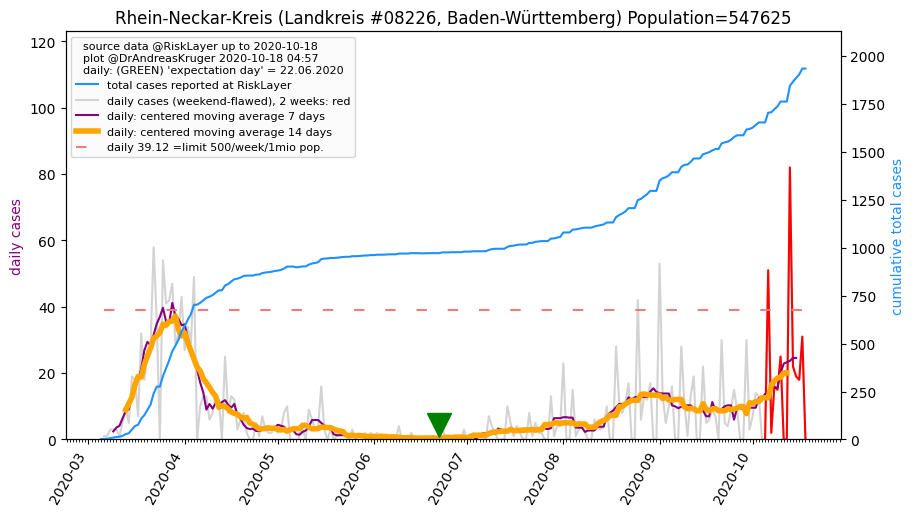 Rhein-Neckar-Kreis (Landkreis #08226, Baden-Württemberg) Population=547625
source data @RiskLayer up to 2020-10-18
plot @DrAndreasKruger 2020-10-18 04:57
daily: (GREEN) 'expectation day' = 22.06.2020
total cases reported at RiskLayer
daily cases (weekend-flawed), 2 weeks: red
daily: centered moving average 7 days
daily: centered moving average 14 days
daily 39.12 =limit 500/week/1mio pop.
daily cases
120
100
80
60
40
20
0
cumulative total cases
2000
1750
1500
1250
1000
750
500
250
0
2020-03
2020-04
2020-05
2020-06
2020-07
2020-08
2020-09
2020-10